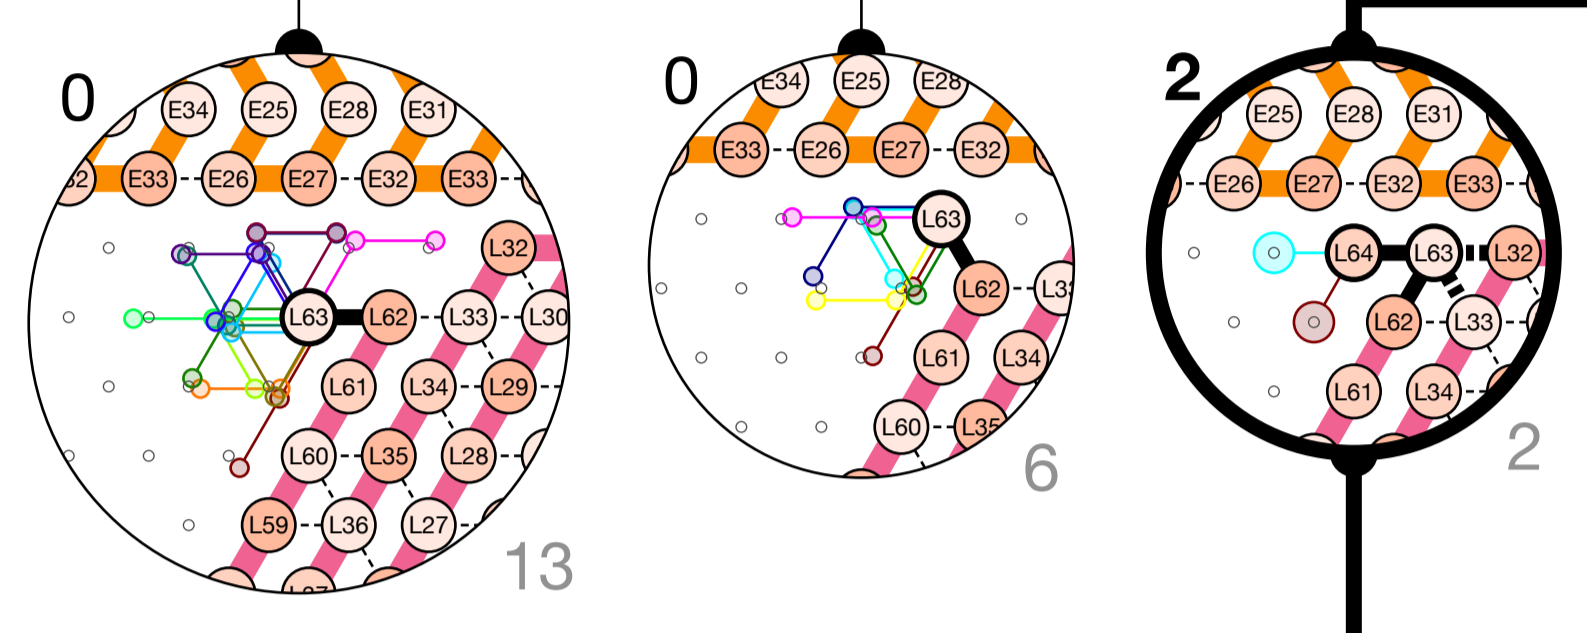 0
E34 E25 E28 E31
E33 E26 E27 E32 E33
L32
L63 L62 L33 L30
L61 L34 L29
L60 L35 L28
L59 L36 L27
13
0
E34 E25 E28
E33 E26 E27 E32
L63
L62
L61 L34
L60 L35
6
2
E25 E28 E31
E26 E27 E32 E33
L64 L63 L32
L62 L33
L61 L34
2